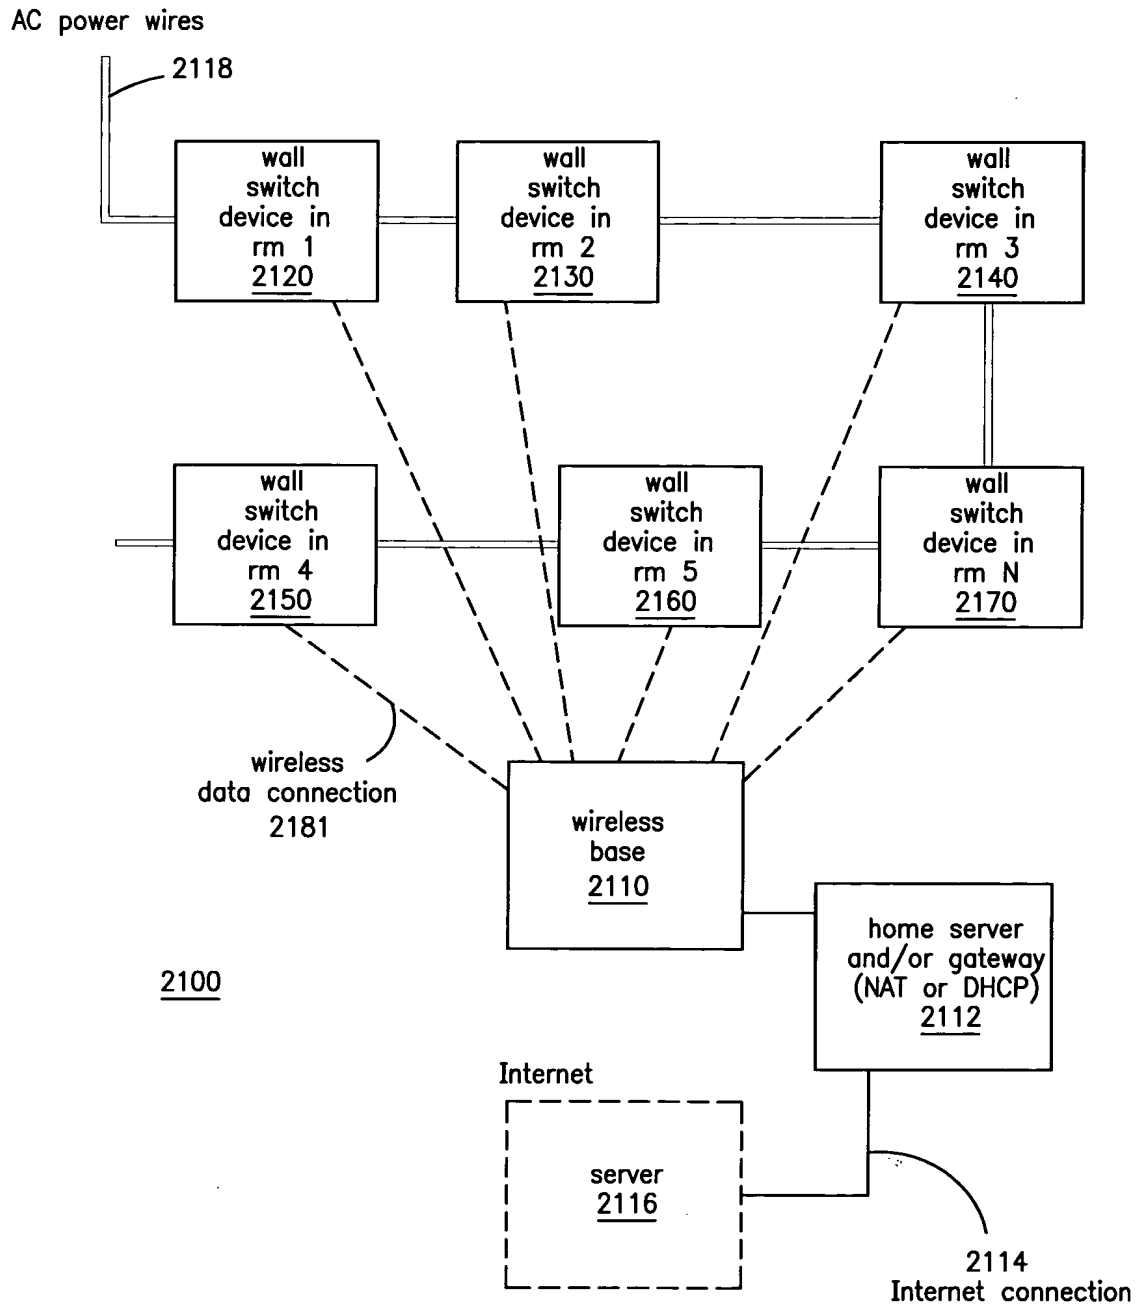 AC power wires
2118
wall
switch
device in
rm 1
2120
wall
switch
device in
rm 2
2130
wall
switch
device in
rm 3
2140
wall
switch
device in
rm 4
2150
wall
switch
device in
rm 5
2160
wall
switch
device in
rm N
2170
wireless
data connection
2181
wireless
base
2110
home server
and/or gateway
(NAT or DHCP)
2112
2100
Internet
server
2116
2114
Internet connection